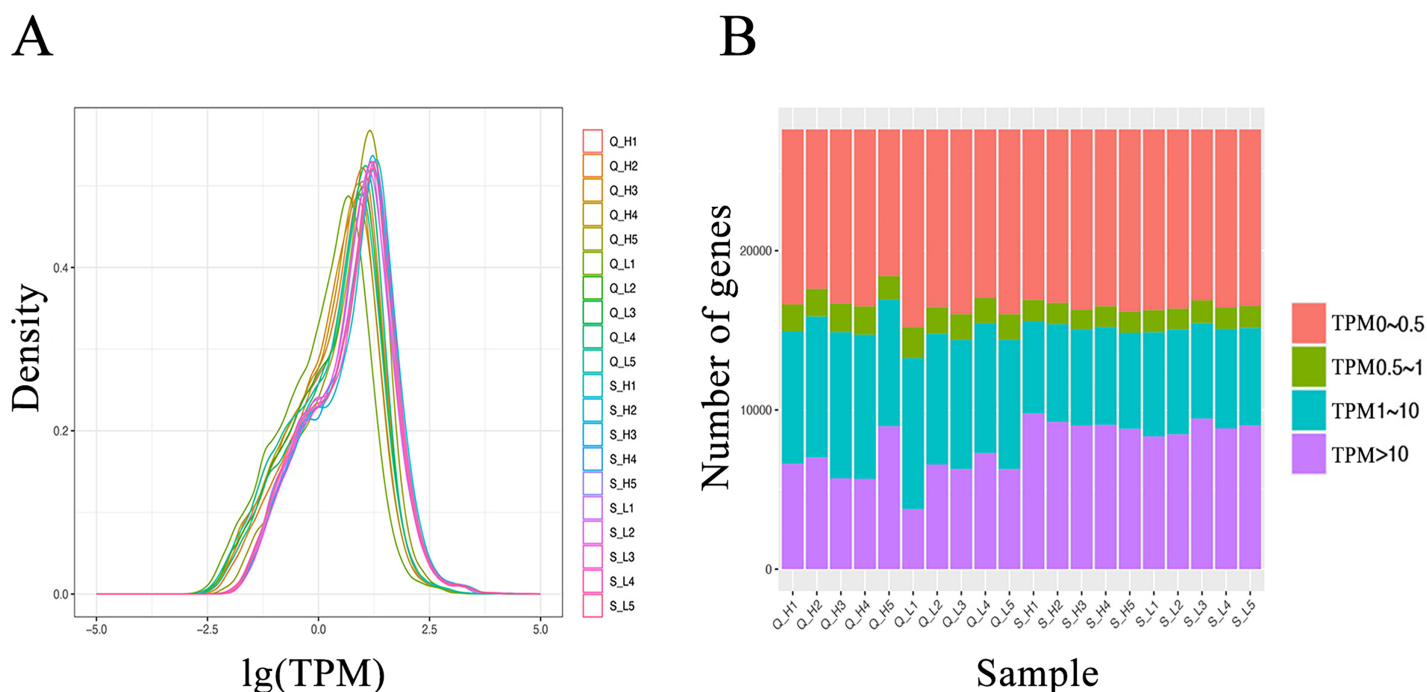 A
B
Density
0.4
0.2
0.0
-5.0
-2.5
0.0
2.5
5.0
lg(TPM)
Q_H1
Q_H2
Q_H3
Q_H4
Q_H5
Q_L1
Q_L2
Q_L3
Q_L4
Q_L5
S_H1
S_H2
S_H3
S_H4
S_H5
S_L1
S_L2
S_L3
S_L4
S_L5
Number of genes
20000
10000
0
Q_H1
Q_H2
Q_H3
Q_H4
Q_H5
Q_L1
Q_L2
Q_L3
Q_L4
Q_L5
S_H1
S_H2
S_H3
S_H4
S_H5
S_L1
S_L2
S_L3
S_L4
S_L5
Sample
TPM0~0.5
TPM0.5~1
TPM1~10
TPM>10